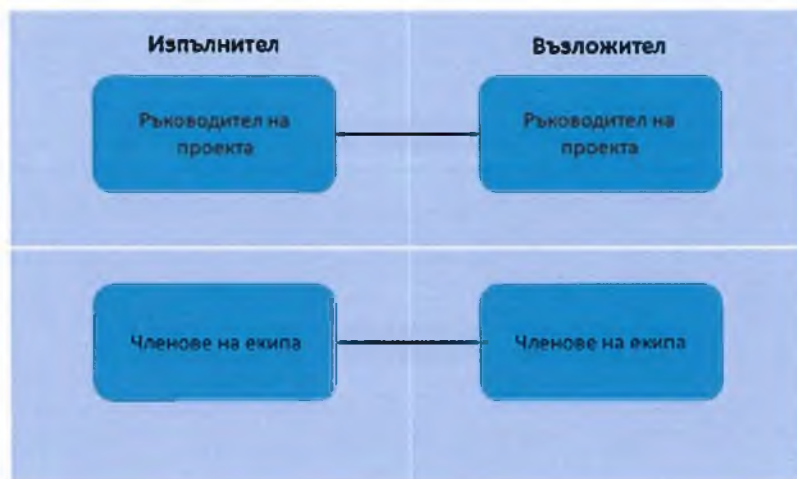 Изпълнител
Възложител
Ръководител на
проекта
Ръководител на
проекта
Членове на екипа
Членове на екипа